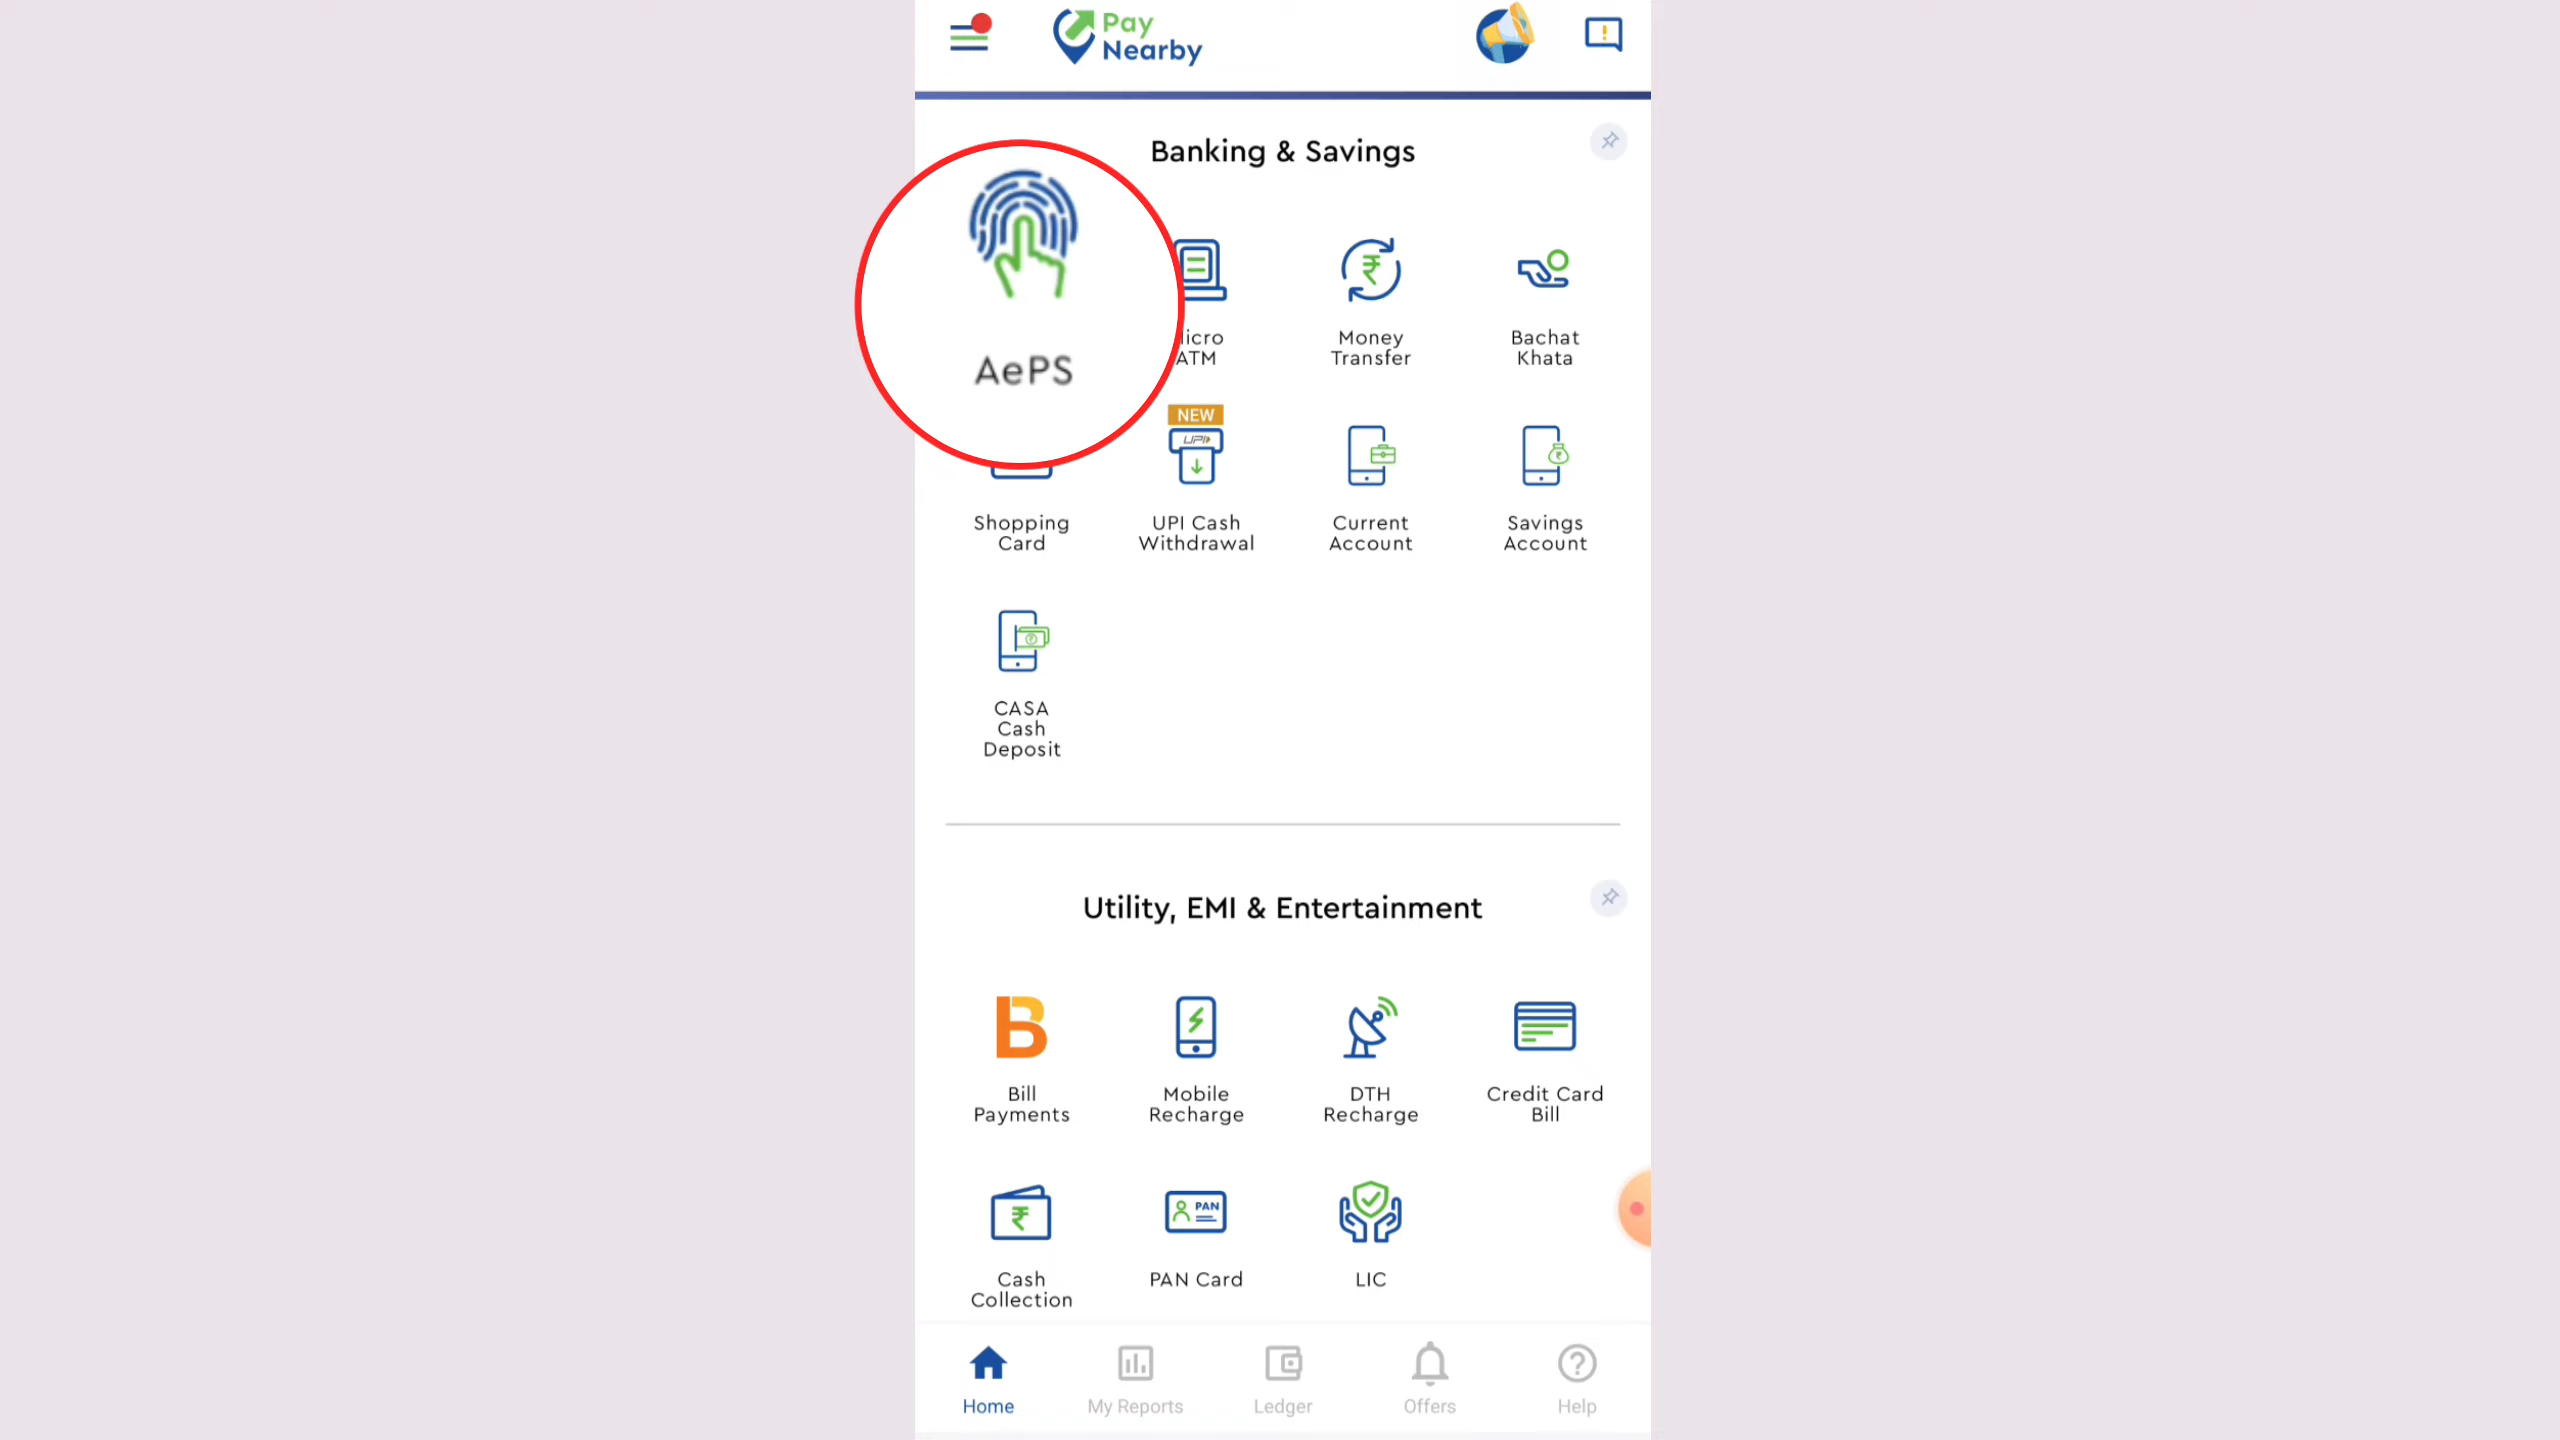 Pay
Nearby
Banking & Savings
AePS
ATM
Money
Transfer
Bachat
Khata
NEW
UPI
Shopping
Card
UPI Cash
Withdrawal
Current
Account
Savings
Account
CASA
Cash
Deposit
Utility, EMI & Entertainment
Bill
Payments
Mobile
Recharge
DTH
Recharge
Credit Card
Bill
₹
PAN
Cash
Collection
PAN Card
LIC
Home
My Reports
Ledger
Offers
Help